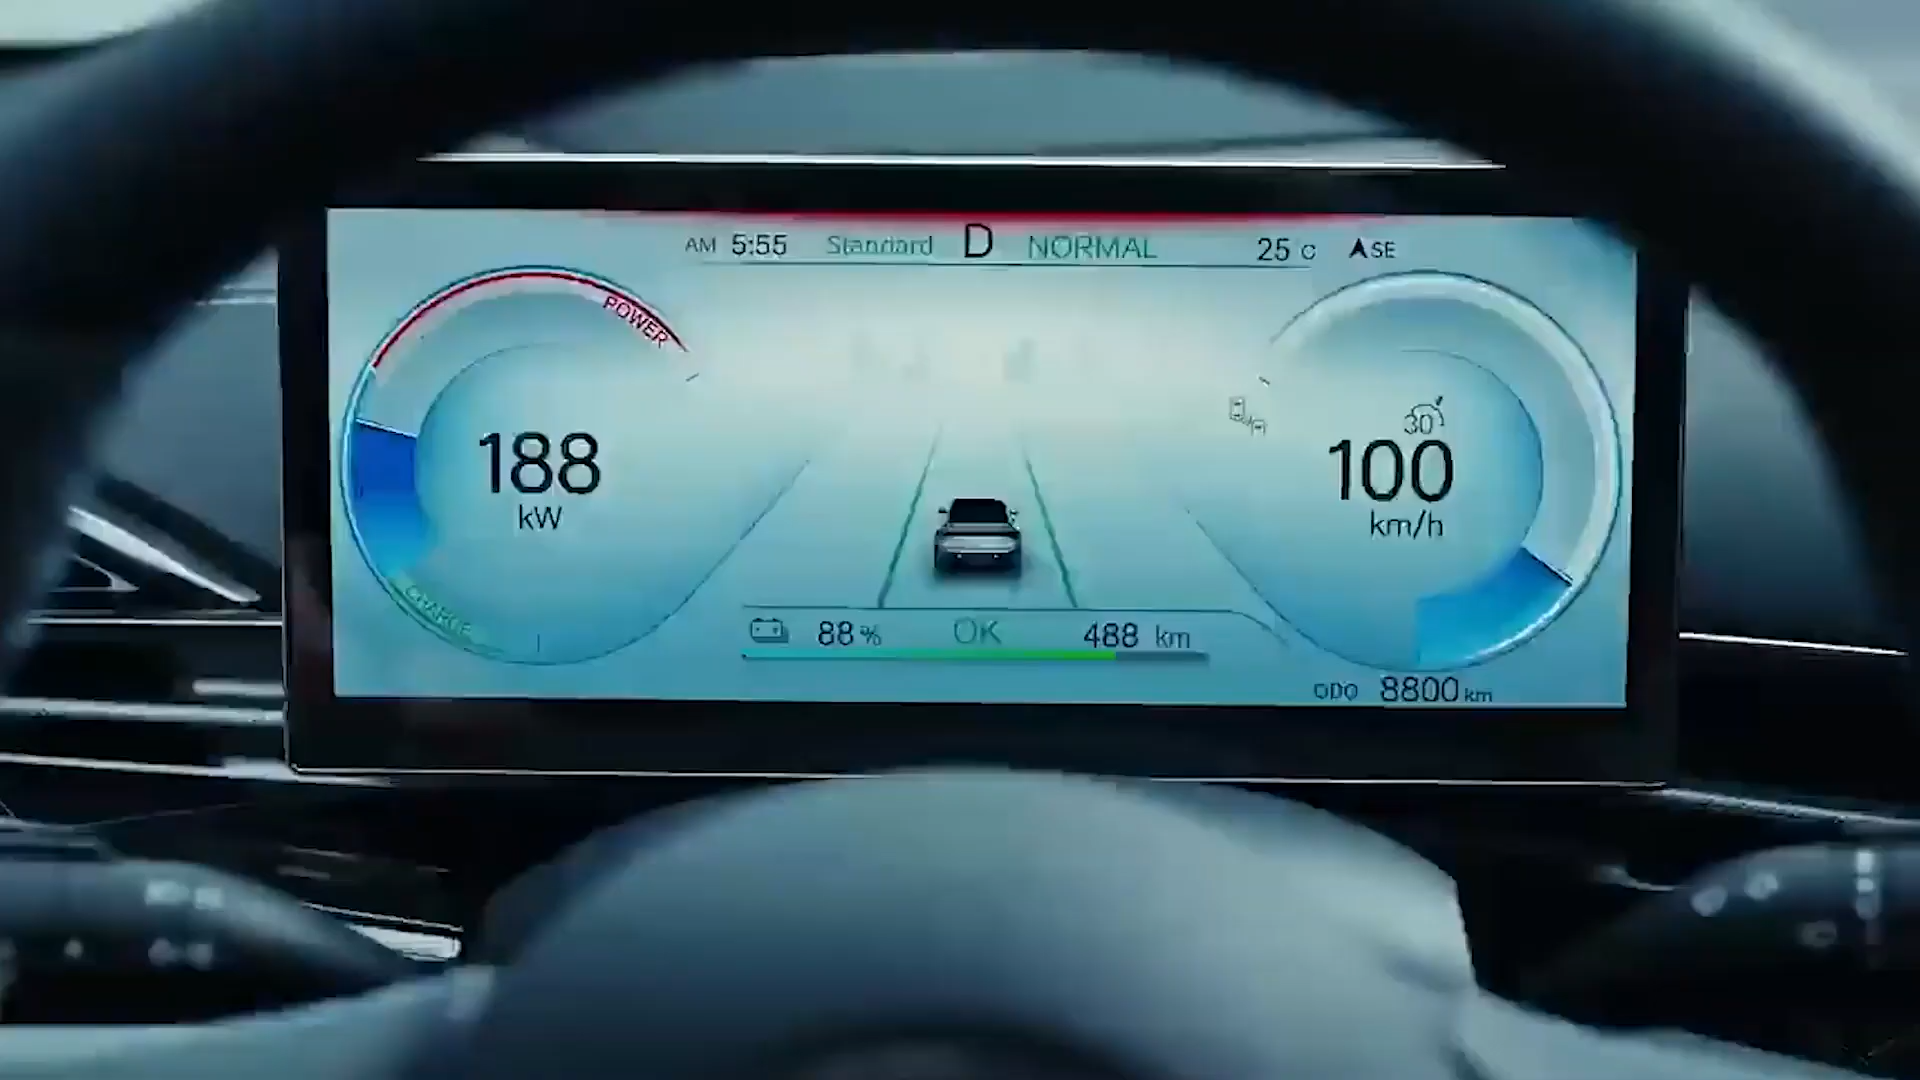 AM 5:55 Standard D NORMAL 25 c SE
POWER
188
kW
CHARGE
30
100
km/h
88 % OK 488 km
ODO 8800 km